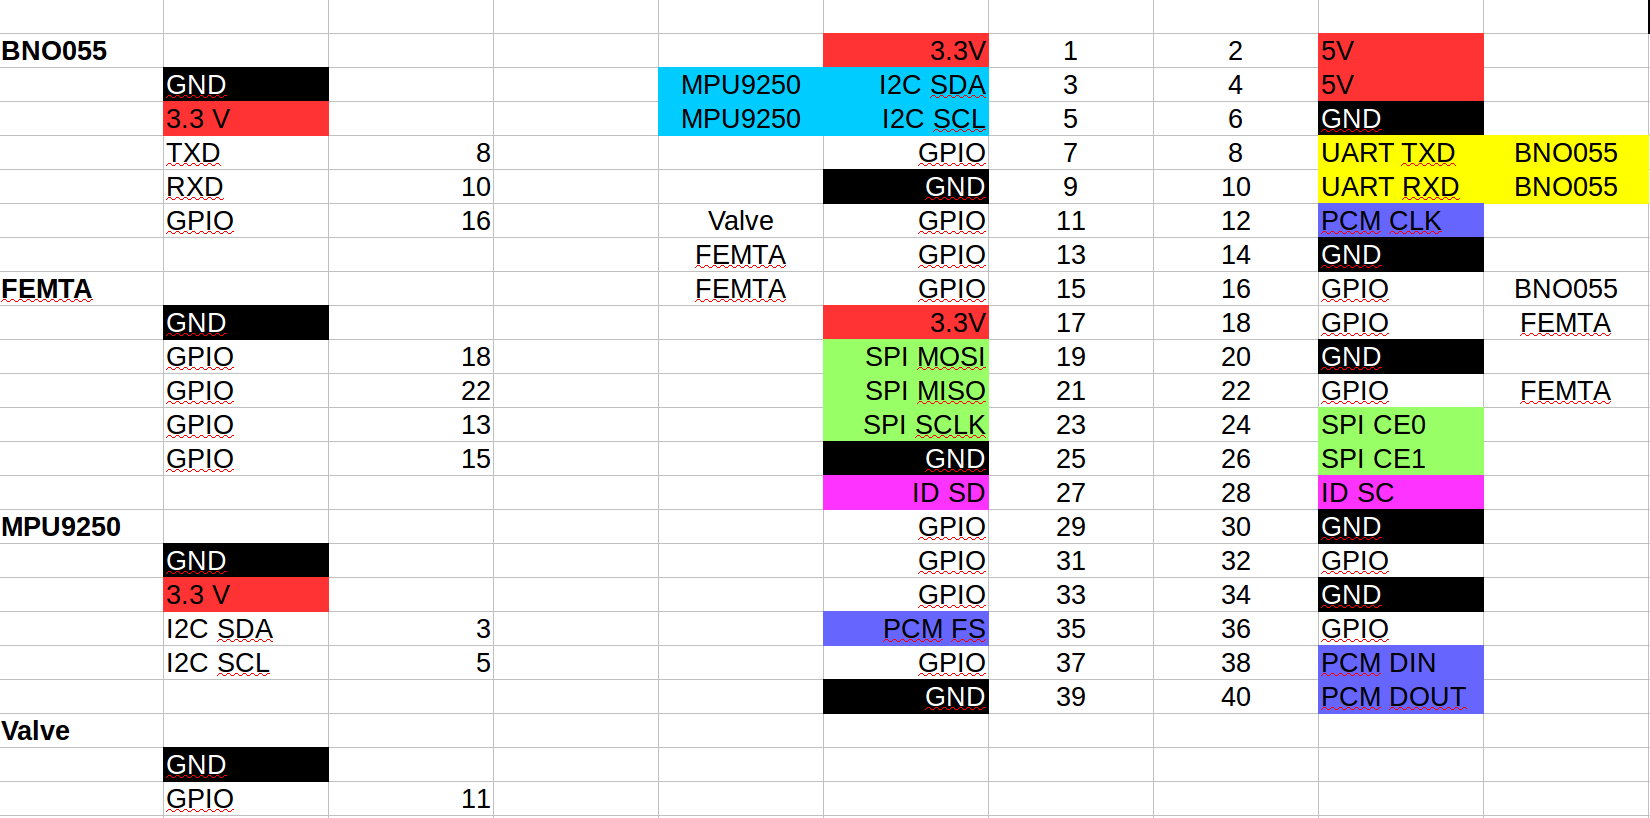 BNO055 3.3V 1 2 5V
GND MPU9250 I2C SDA 3 4 5V
3.3 V MPU9250 I2C SCL 5 6 GND
TXD 8 GPIO 7 8 UART TXD BNO055
RXD 10 GND 9 10 UART RXD BNO055
GPIO 16 Valve GPIO 11 12 PCM CLK
FEMTA GPIO 13 14 GND
FEMTA FEMTA GPIO 15 16 GPIO BNO055
GND 3.3V 17 18 GPIO FEMTA
GPIO 18 SPI MOSI 19 20 GND
GPIO 22 SPI MISO 21 22 GPIO FEMTA
GPIO 13 SPI SCLK 23 24 SPI CE0
GPIO 15 GND 25 26 SPI CE1
ID SD 27 28 ID SC
MPU9250 GPIO 29 30 GND
GND GPIO 31 32 GPIO
3.3 V GPIO 33 34 GND
I2C SDA 3 PCM FS 35 36 GPIO
I2C SCL 5 GPIO 37 38 PCM DIN
GND 39 40 PCM DOUT
Valve
GND
GPIO 11